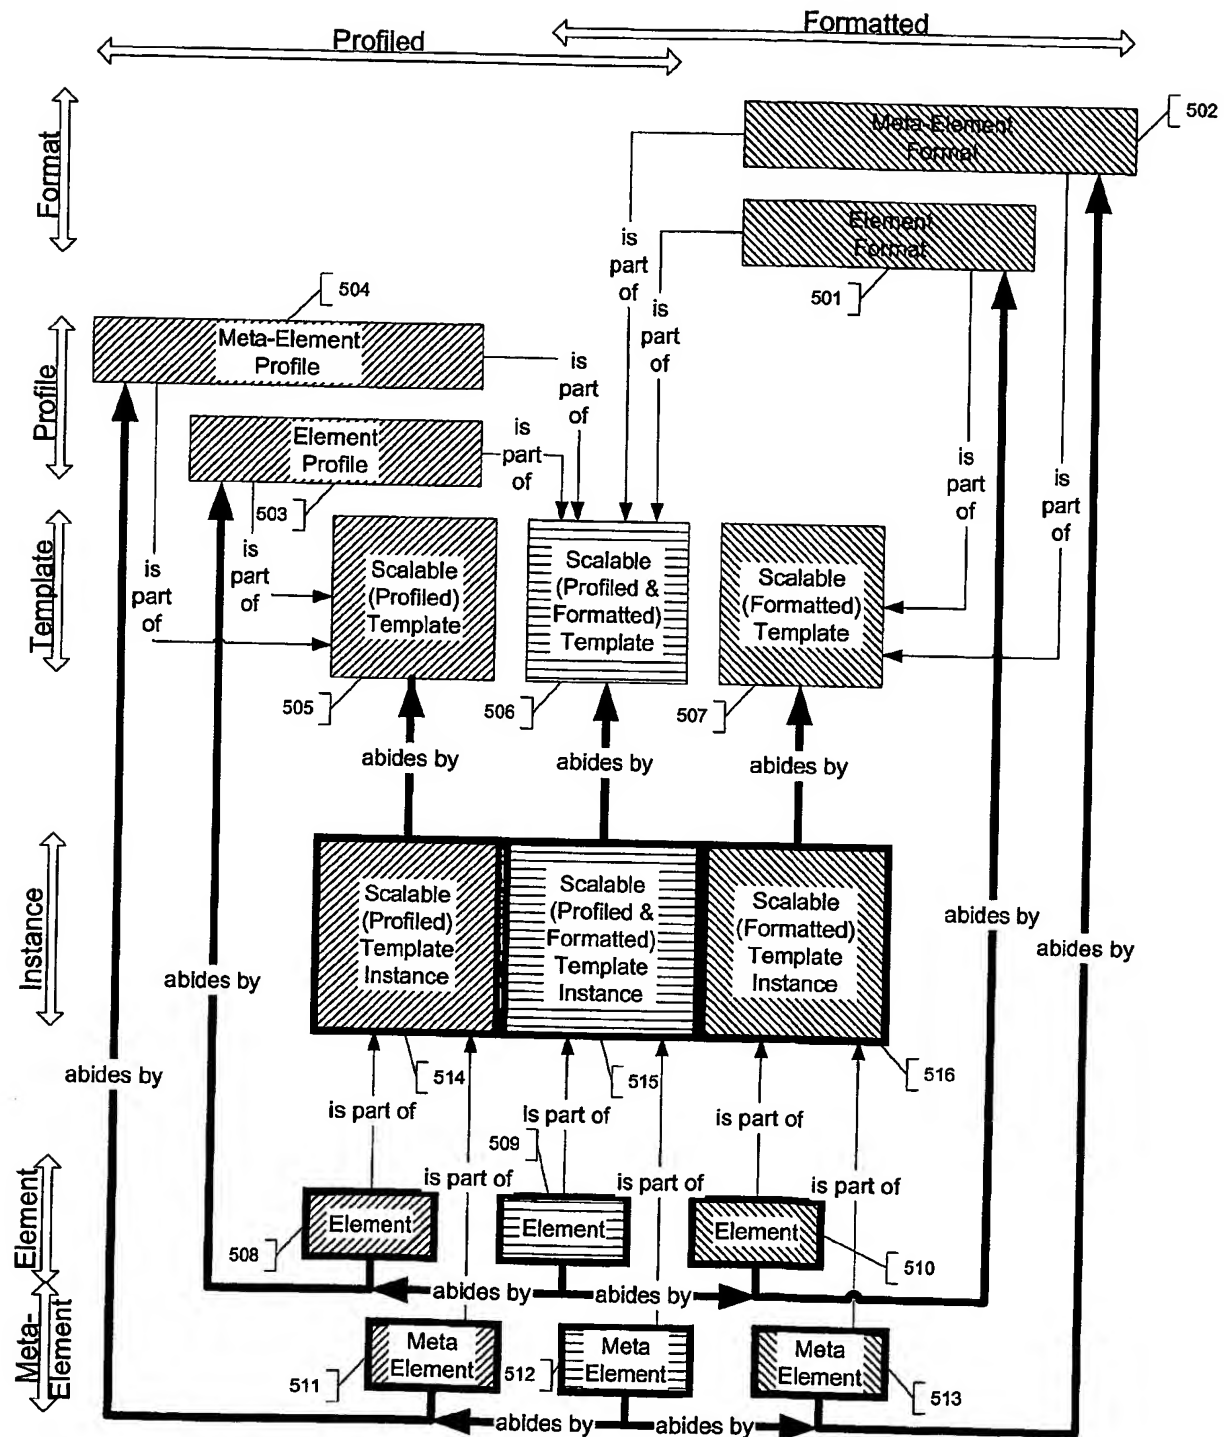 Profiled
Formatted
Format
Meta-Element
Format
502
Element
Format
501
is
part
of
is
part
of
504
Profile
Meta-Element
Profile
is
part
of
Element
Profile
503
is
part
of
is
part
of
is
part
of
Template
is
part
of
is
part
of
Scalable
(Profiled)
Template
505
Scalable
(Profiled &
Formatted)
Template
506
Scalable
(Formatted)
Template
507
abides by
abides by
abides by
Instance
Scalable
(Profiled)
Template
Instance
514
Scalable
(Profiled &
Formatted)
Template
Instance
515
Scalable
(Formatted)
Template
Instance
516
abides by
abides by
abides by
abides by
is part of
is part of
is part of
509
is part of
is part of
is part of
Element
Element
508
Element
Element
510
abides by
abides by
Meta-
Element
Meta
Element
511
Meta
Element
512
Meta
Element
513
abides by
abides by